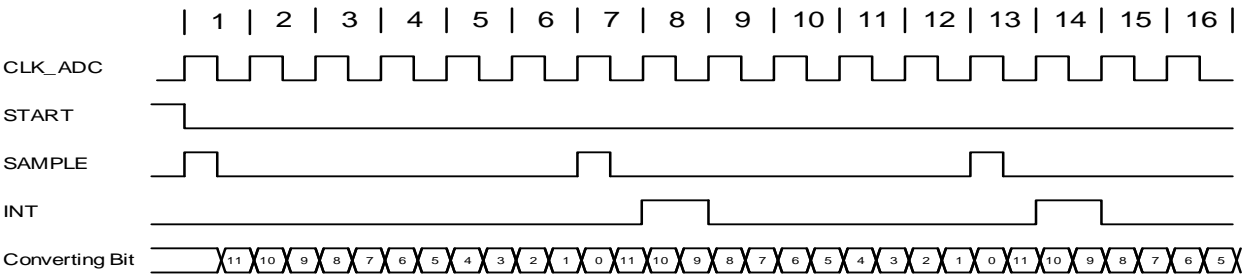 | 1 | 2 | 3 | 4 | 5 | 6 | 7 | 8 | 9 | 10 | 11 | 12 | 13 | 14 | 15 | 16 |
CLK_ADC
START
SAMPLE
INT
Converting Bit 11 10 9 8 7 6 5 4 3 2 1 0 11 10 9 8 7 6 5 4 3 2 1 0 11 10 9 8 7 6 5